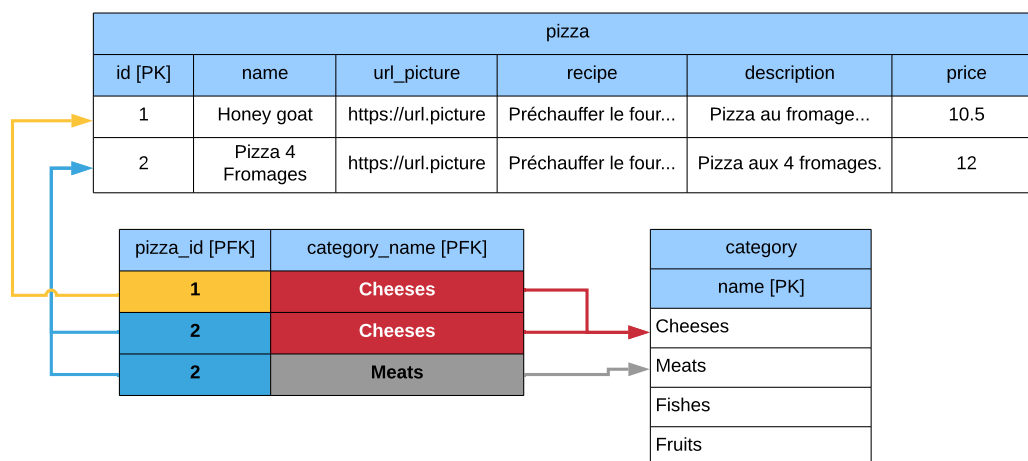 pizza
id [PK] name url_picture recipe description price
1 Honey goat https://url.picture Préchauffer le four... Pizza au fromage... 10.5
2 Pizza 4 Fromages https://url.picture Préchauffer le four... Pizza aux 4 fromages. 12
pizza_id [PFK] category_name [PFK]
1 Cheeses
2 Cheeses
2 Meats
category
name [PK]
Cheeses
Meats
Fishes
Fruits